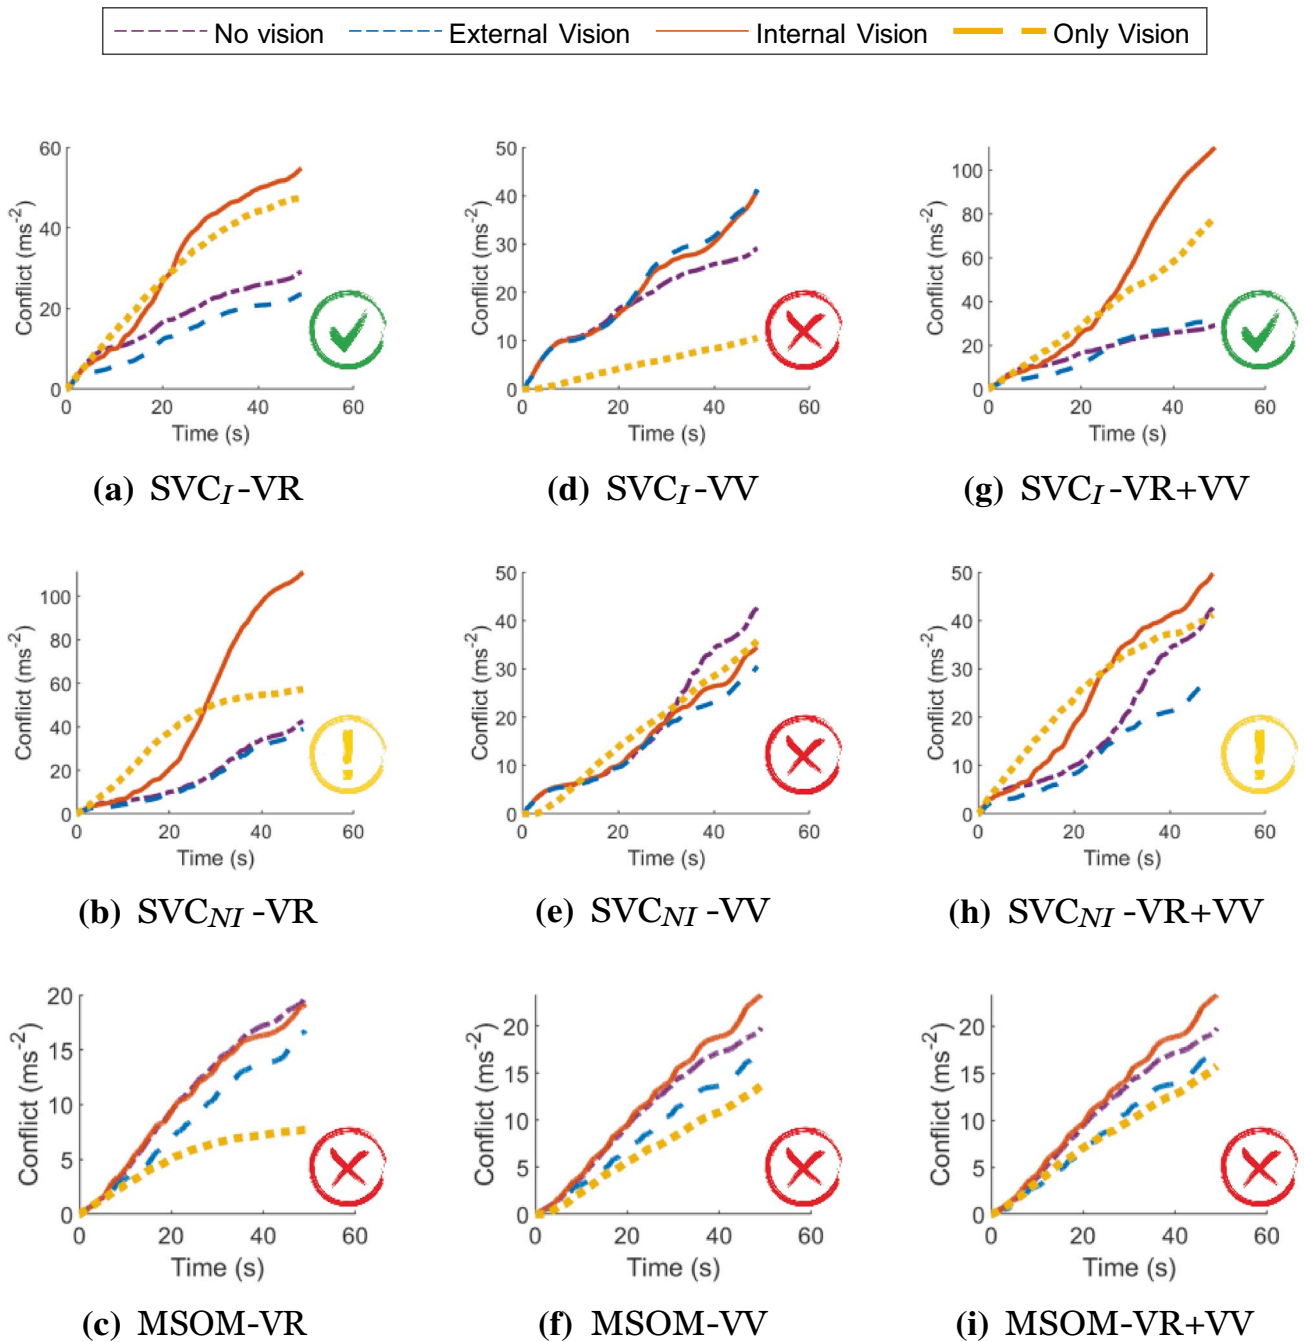 No vision External Vision Internal Vision Only Vision
60
40
20
0
0 20 40 60
Conflict (ms-2)
Time (s)
(a) SVCI-VR
50
40
30
20
10
0
0 20 40 60
Conflict (ms-2)
Time (s)
(d) SVCI-VV
100
80
60
40
20
0
0 20 40 60
Conflict (ms-2)
Time (s)
(g) SVCI-VR+VV
100
80
60
40
20
0
0 20 40 60
Conflict (ms-2)
Time (s)
(b) SVCNI-VR
50
40
30
20
10
0
0 20 40 60
Conflict (ms-2)
Time (s)
(e) SVCNI-VV
50
40
30
20
10
0
0 20 40 60
Conflict (ms-2)
Time (s)
(h) SVCNI-VR+VV
20
15
10
5
0
0 20 40 60
Conflict (ms-2)
Time (s)
(c) MSOM-VR
20
15
10
5
0
0 20 40 60
Conflict (ms-2)
Time (s)
(f) MSOM-VV
20
15
10
5
0
0 20 40 60
Conflict (ms-2)
Time (s)
(i) MSOM-VR+VV